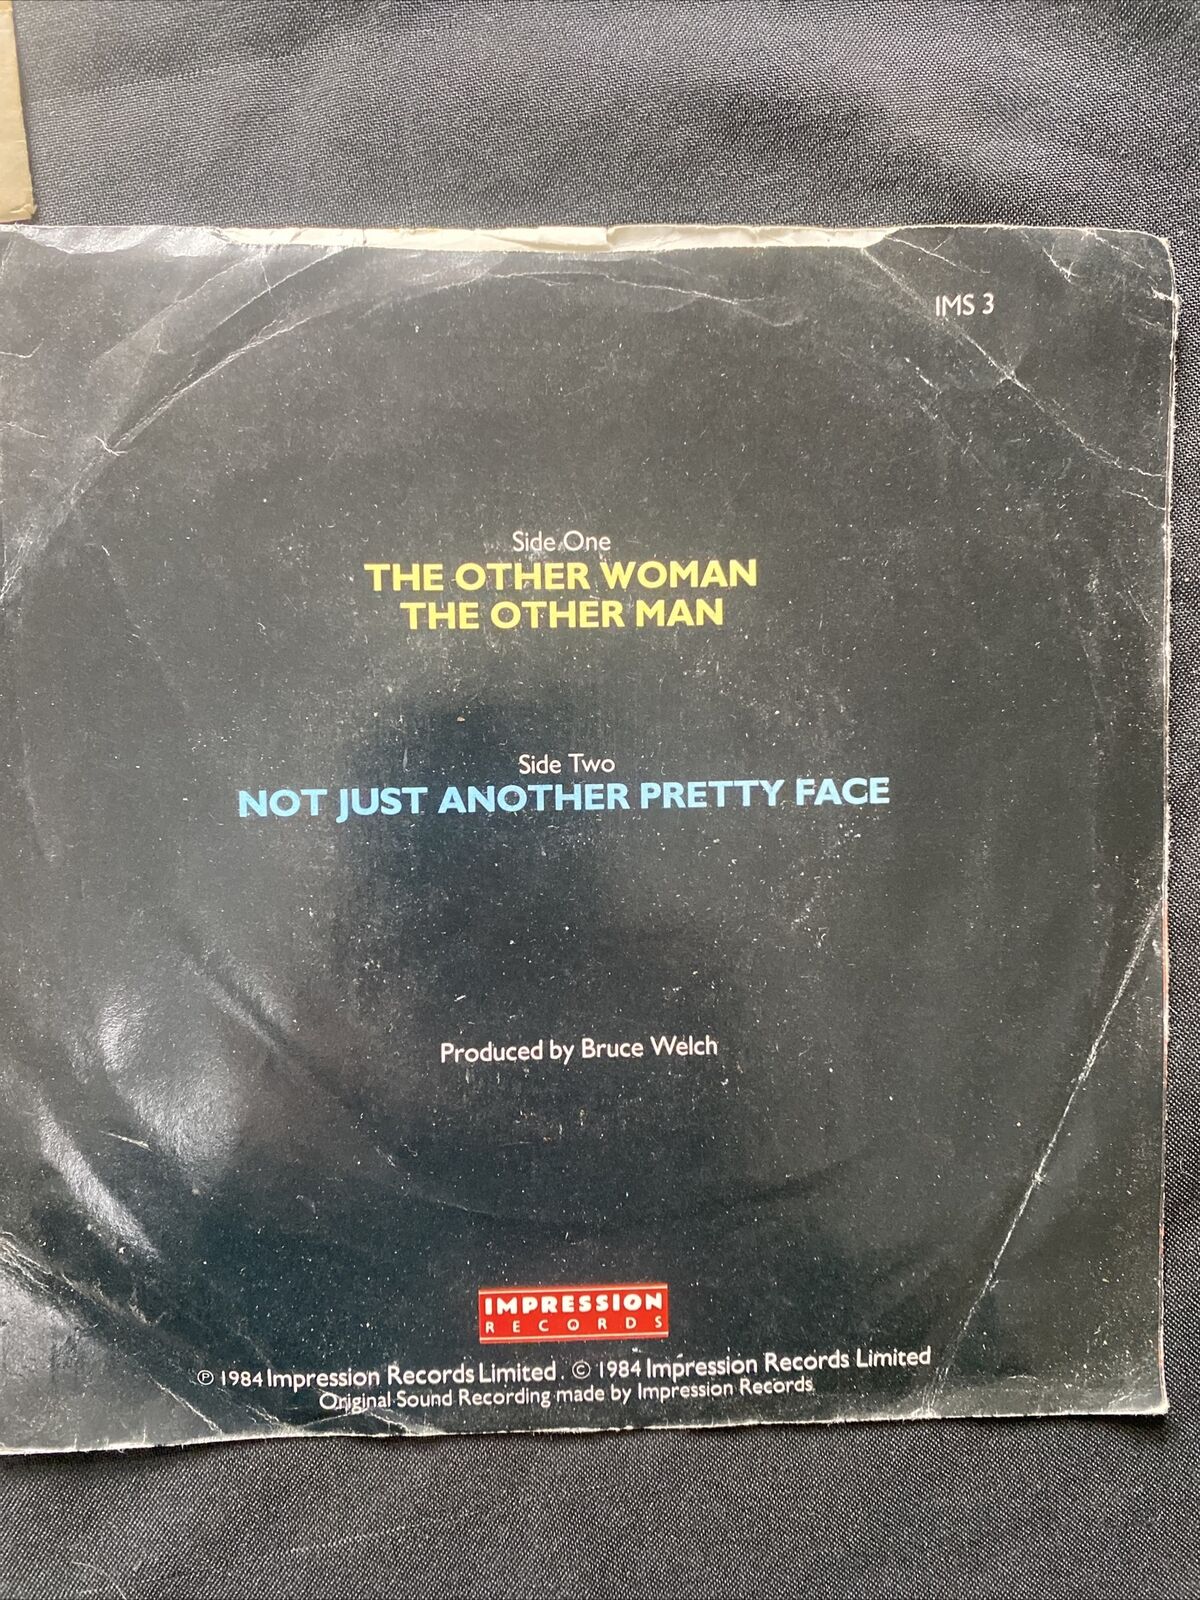 IMS 3
Side One
THE OTHER WOMAN
THE OTHER MAN
Side Two
NOT JUST ANOTHER PRETTY FACE
Produced by Bruce Welch
IMPRESSION
RECORDS
℗ 1984 Impression Records Limited. © 1984 Impression Records Limited
Original Sound Recording made by Impression Records